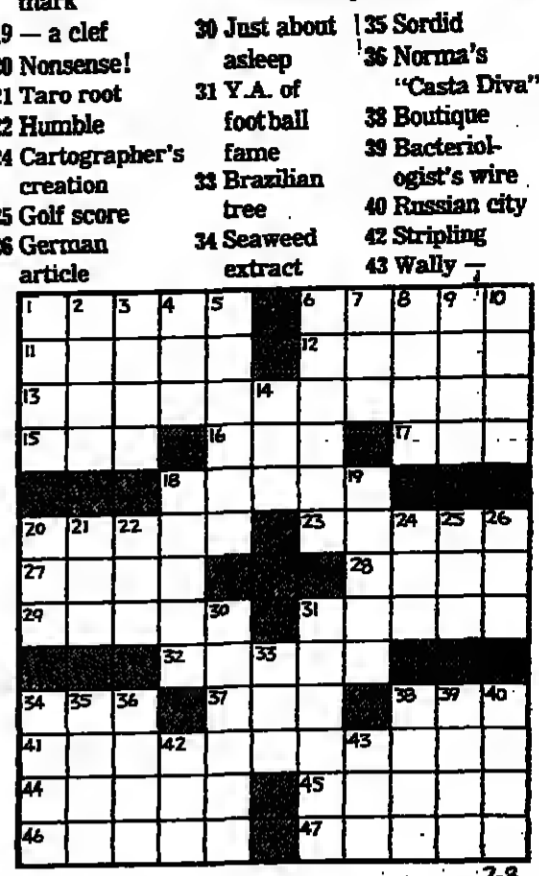 mark
9 — a clef
20 Nonsense!
21 Taro root
22 Humble
24 Cartographer's
creation
25 Golf score
26 German
article
30 Just about
asleep
31 Y.A. of
football
fame
33 Brazilian
tree
34 Seaweed
extract
35 Sordid
36 Norma's
"Casta Diva"
38 Boutique
39 Bacteriol-
ogist's wire
40 Russian city
42 Stripling
43 Wally —
1 2 3 4 5 6 7 8 9 10
11 12
13 14
15 16 17
18 19
20 21 22 23 24 25 26
27 28
29 30 31
32 33
34 35 36 37 38 39 40
41 42 43
44 45
46 47
7-8